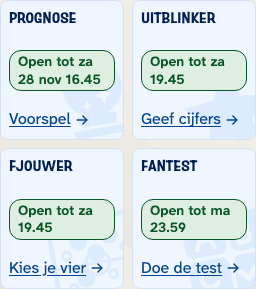 PROGNOSE
Open tot za
28 nov 16.45
Voorspel →
UITBLINKER
Open tot za
19.45
Geef cijfers →
FJOUWER
Open tot za
19.45
Kies je vier →
FANTEST
Open tot ma
23.59
Doe de test →